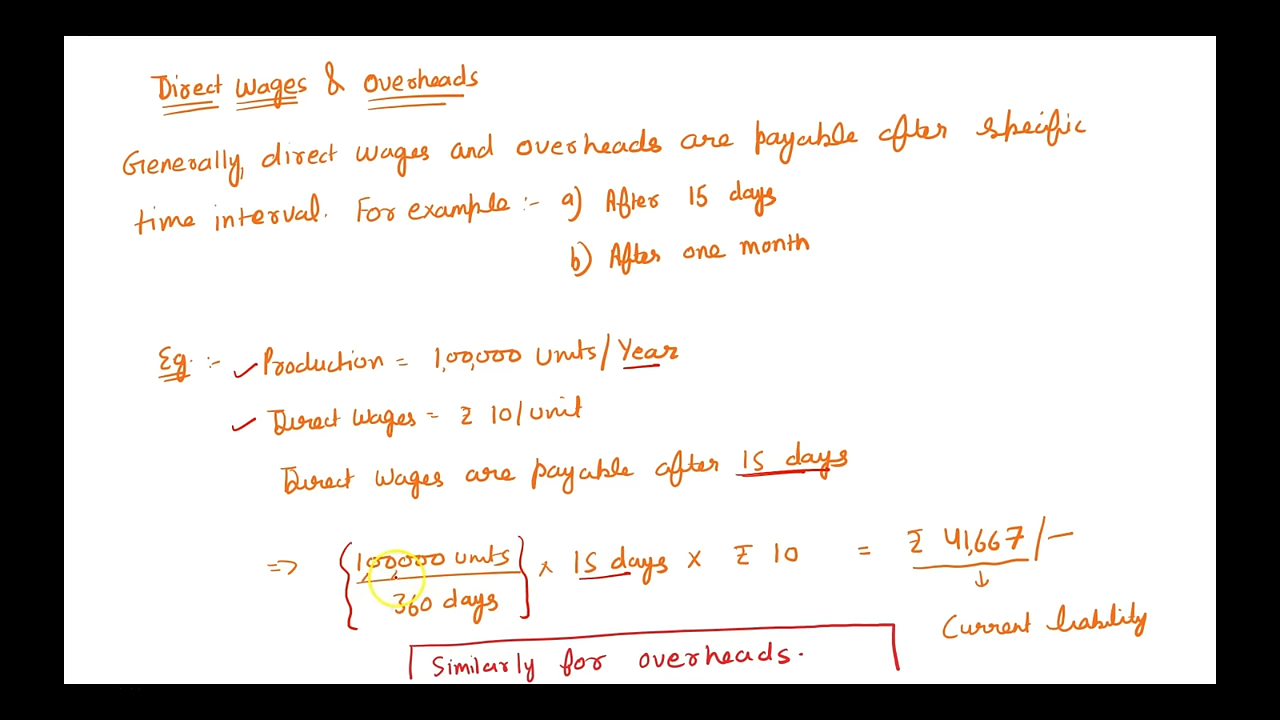 Direct Wages & Overheads
Generally, direct wages and overheads are payable after specific
time interval. For example :- a) After 15 days
b) After one month
Eg :- ✓ Production = 1,00,000 units/Year
✓ Direct Wages = ₹ 10/unit
Direct Wages are payable after 15 days
=> {1,00,000 units / 360 days} × 15 days × ₹ 10 = ₹ 41,667/-
↓
Current liability
Similarly for overheads.